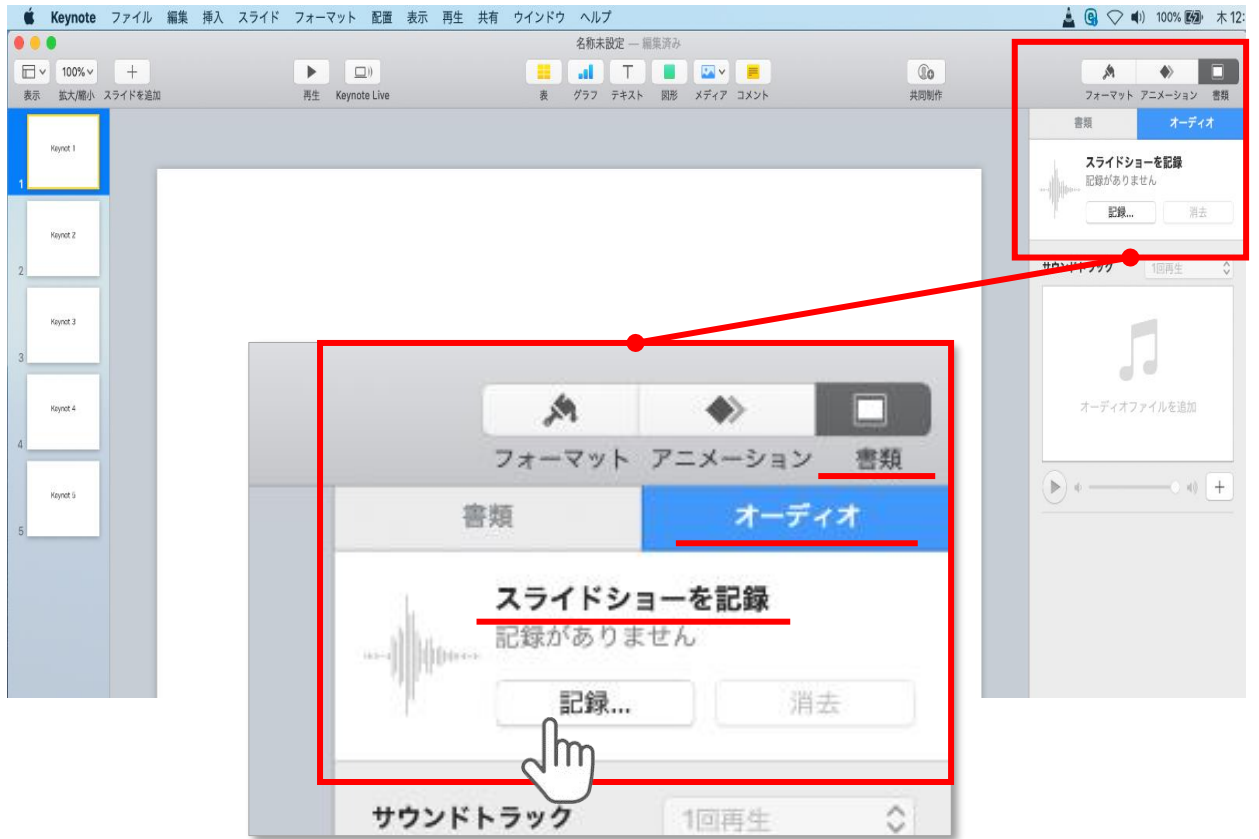 Keynote ファイル 編集 挿入 スライド フォーマット 配置 表示 再生 共有 ウインドウ ヘルプ 100% 木12:
名称未設定 — 編集済み
100%
表示 拡大/縮小 スライドを追加 再生 Keynote Live 表 グラフ テキスト 図形 メディア コメント 共同制作 フォーマット アニメーション 書類
書類 オーディオ
スライドショーを記録
記録がありません
記録... 消去
サウンドトラック 1回再生
オーディオファイルを追加
Keynot 1
1
Keynot 2
2
Keynot 3
3
Keynot 4
4
Keynot 5
5
フォーマット アニメーション 書類
書類 オーディオ
スライドショーを記録
記録がありません
記録... 消去
サウンドトラック 1回再生